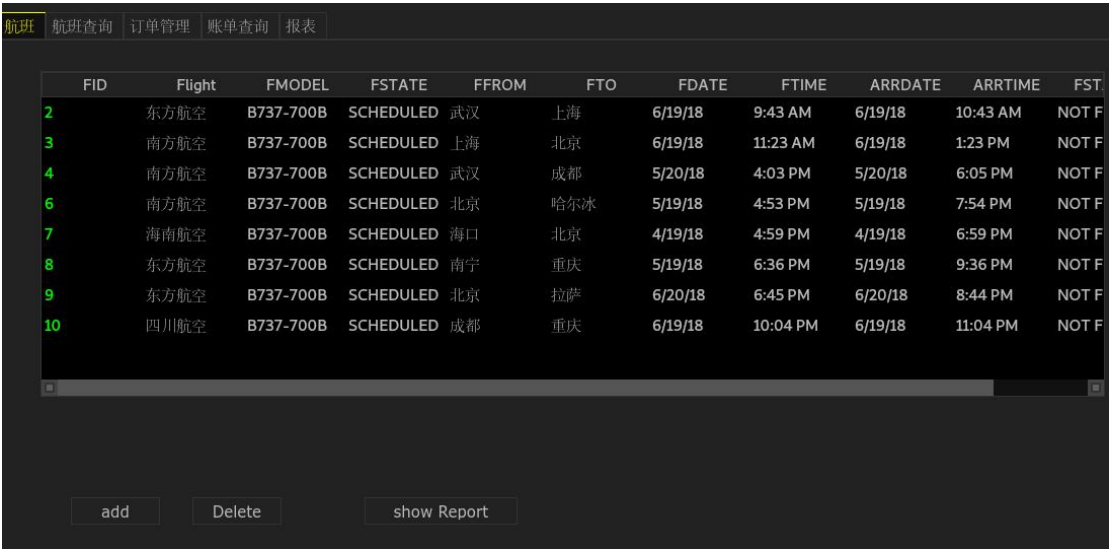 航班 航班查询 订单管理 账单查询 报表
FID Flight FMODEL FSTATE FFROM FTO FDATE FTIME ARRDATE ARRTIME FST
2 东方航空 B737-700B SCHEDULED 武汉 上海 6/19/18 9:43 AM 6/19/18 10:43 AM NOT F
3 南方航空 B737-700B SCHEDULED 上海 北京 6/19/18 11:23 AM 6/19/18 1:23 PM NOT F
4 南方航空 B737-700B SCHEDULED 武汉 成都 5/20/18 4:03 PM 5/20/18 6:05 PM NOT F
6 南方航空 B737-700B SCHEDULED 北京 哈尔冰 5/19/18 4:53 PM 5/19/18 7:54 PM NOT F
7 海南航空 B737-700B SCHEDULED 海口 北京 4/19/18 4:59 PM 4/19/18 6:59 PM NOT F
8 东方航空 B737-700B SCHEDULED 南宁 重庆 5/19/18 6:36 PM 5/19/18 9:36 PM NOT F
9 东方航空 B737-700B SCHEDULED 北京 拉萨 6/20/18 6:45 PM 6/20/18 8:44 PM NOT F
10 四川航空 B737-700B SCHEDULED 成都 重庆 6/19/18 10:04 PM 6/19/18 11:04 PM NOT F
add Delete show Report